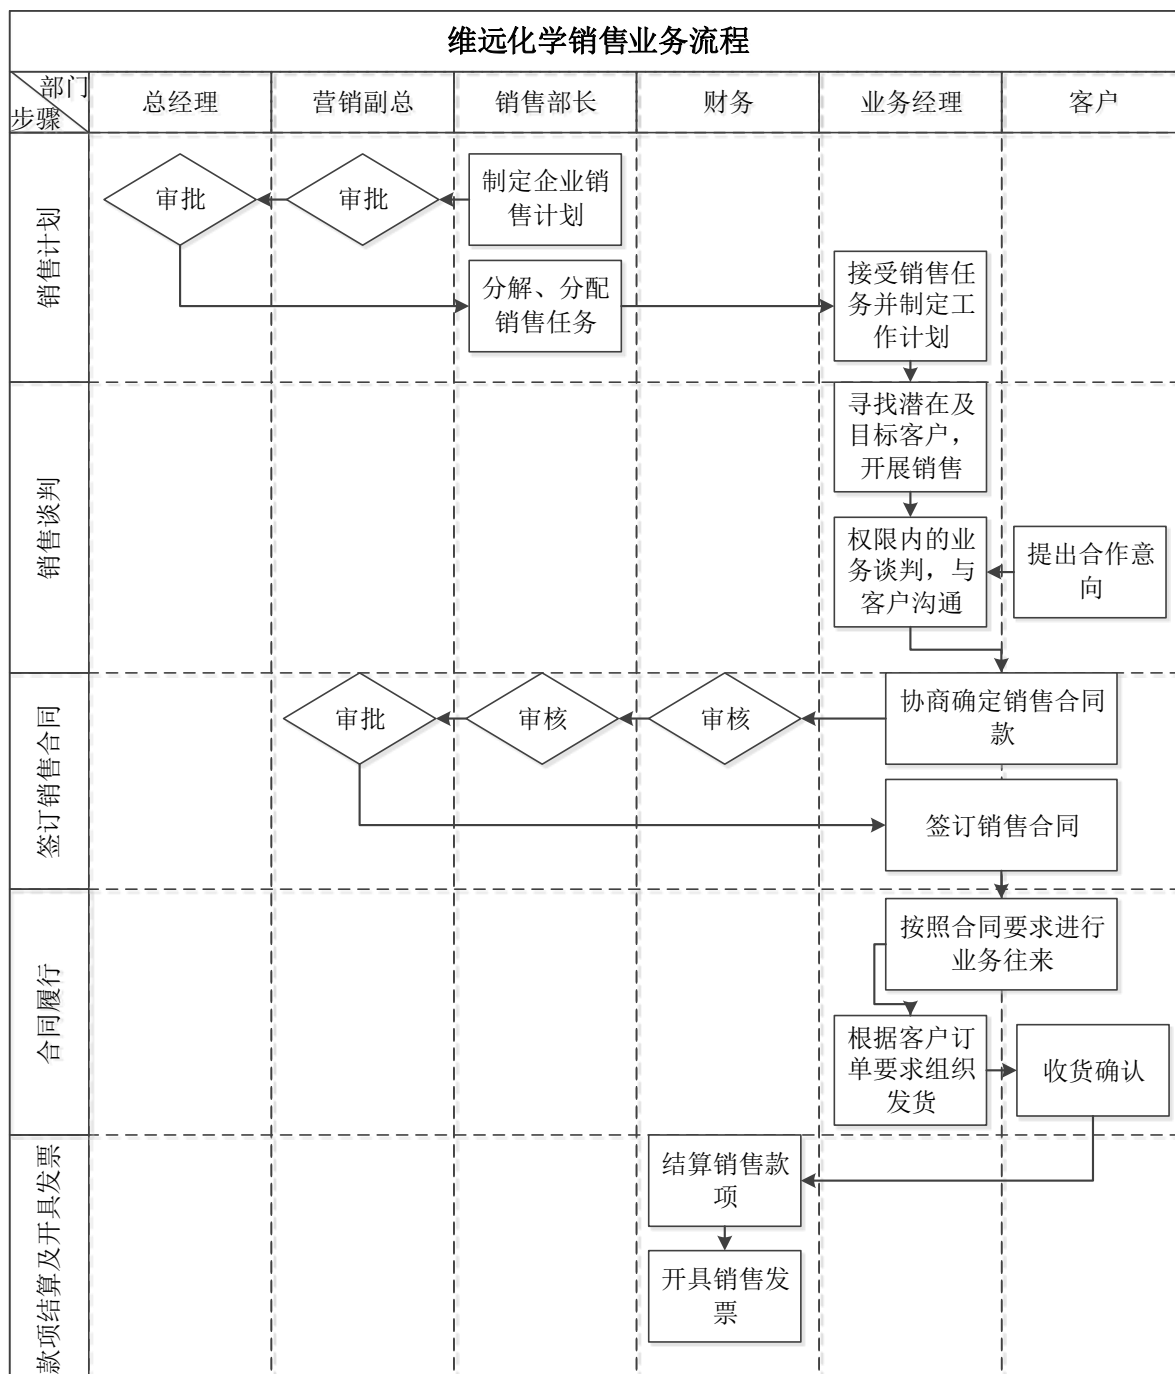 维远化学销售业务流程
部门
步骤
总经理
营销副总
销售部长
财务
业务经理
客户
销售计划
审批
审批
制定企业销
售计划
分解、分配
销售任务
接受销售任
务并制定工
作计划
销售谈判
寻找潜在及
目标客户，
开展销售
权限内的业
务谈判，与
客户沟通
提出合作意
向
签订销售合同
审批
审核
审核
协商确定销售合同
款
签订销售合同
合同履行
按照合同要求进行
业务往来
根据客户订
单要求组织
发货
收货确认
款项结算及开具发票
结算销售款
项
开具销售发
票